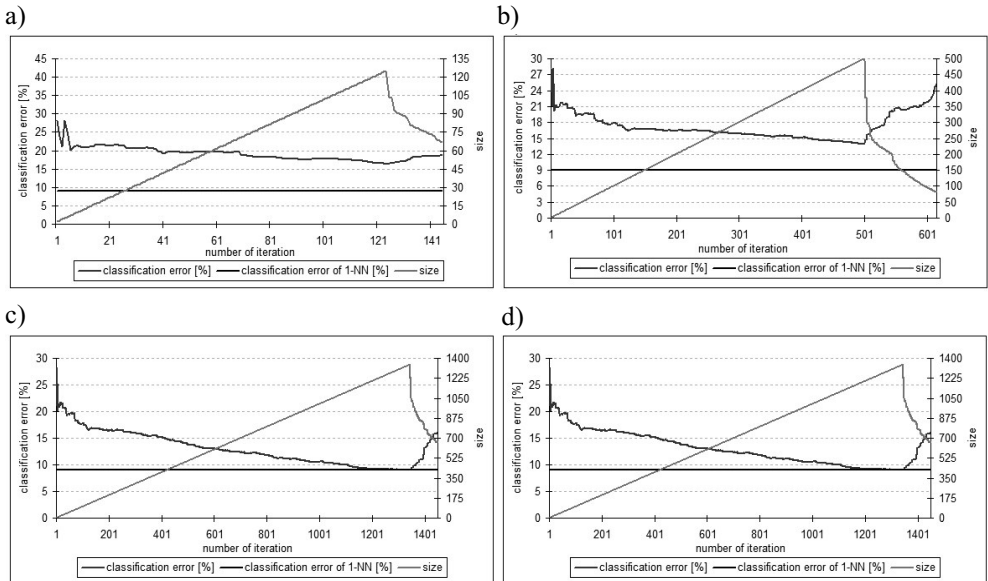 a)
45 135
40 120
35 105
30 90
25 75
20 60
15 45
10 30
5 15
0 0
classification error [%]
size
1 21 41 61 81 101 121 141
number of iteration
classification error [%] classification error of 1-NN [%] size
b)
30 500
27 450
24 400
21 350
18 300
15 250
12 200
9 150
6 100
3 50
0 0
classification error [%]
size
1 101 201 301 401 501 601
number of iteration
classification error [%] classification error of 1-NN [%] size
c)
30 1400
25 1225
20 1050
15 875
10 700
5 525
0 350
175
0
classification error [%]
size
1 201 401 601 801 1001 1201 1401
number of iteration
classification error [%] classification error of 1-NN [%] size
d)
30 1400
25 1225
20 1050
15 875
10 700
5 525
0 350
175
0
classification error [%]
size
1 201 401 601 801 1001 1201 1401
number of iteration
classification error [%] classification error of 1-NN [%] size